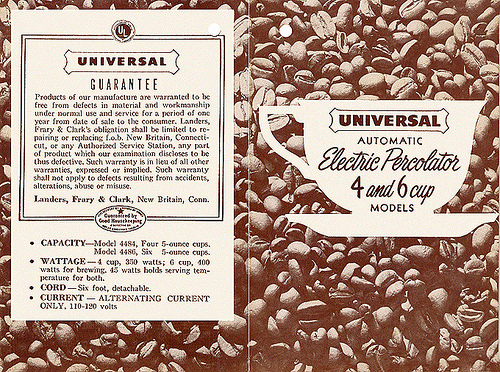 UL
UNIVERSAL
GUARANTEE
Products of our manufacture are warranted to be
free from defects in material and workmanship
under normal use and service for a period of one
year from date of sale to the consumer. Landers,
Frary & Clark's obligation shall be limited to re-
pairing or replacing f.o.b. New Britain, Connecti-
cut, or any Authorized Service Station, any part
of product which our examination discloses to be
thus defective. Such warranty is in lieu of all other
warranties, expressed or implied. Such warranty
shall not apply to defects resulting from accidents,
alterations, abuse or misuse.
Landers, Frary & Clark, New Britain, Conn.
Guaranteed by
Good Housekeeping
• CAPACITY—Model 4484, Four 5-ounce cups.
Model 4486, Six 5-ounce cups.
• WATTAGE—4 cup, 350 watts; 6 cup, 400
watts for brewing. 45 watts holds serving tem-
perature for both.
• CORD—Six foot, detachable.
• CURRENT — ALTERNATING CURRENT
ONLY. 110-120 volts
UNIVERSAL
AUTOMATIC
Electric Percolator
4 and 6 cup
MODELS